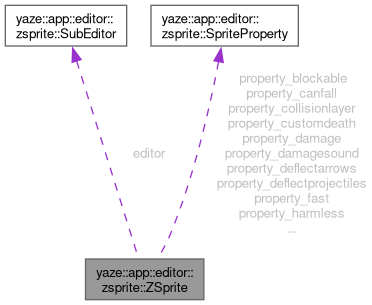 yaze::app::editor::
zsprite::SubEditor
yaze::app::editor::
zsprite::SpriteProperty
property_blockable
property_canfall
property_collisionlayer
property_customdeath
property_damage
editor
property_damagesound
property_deflectarrows
property_deflectprojectiles
property_fast
property_harmless
...
yaze::app::editor::
zsprite::ZSprite